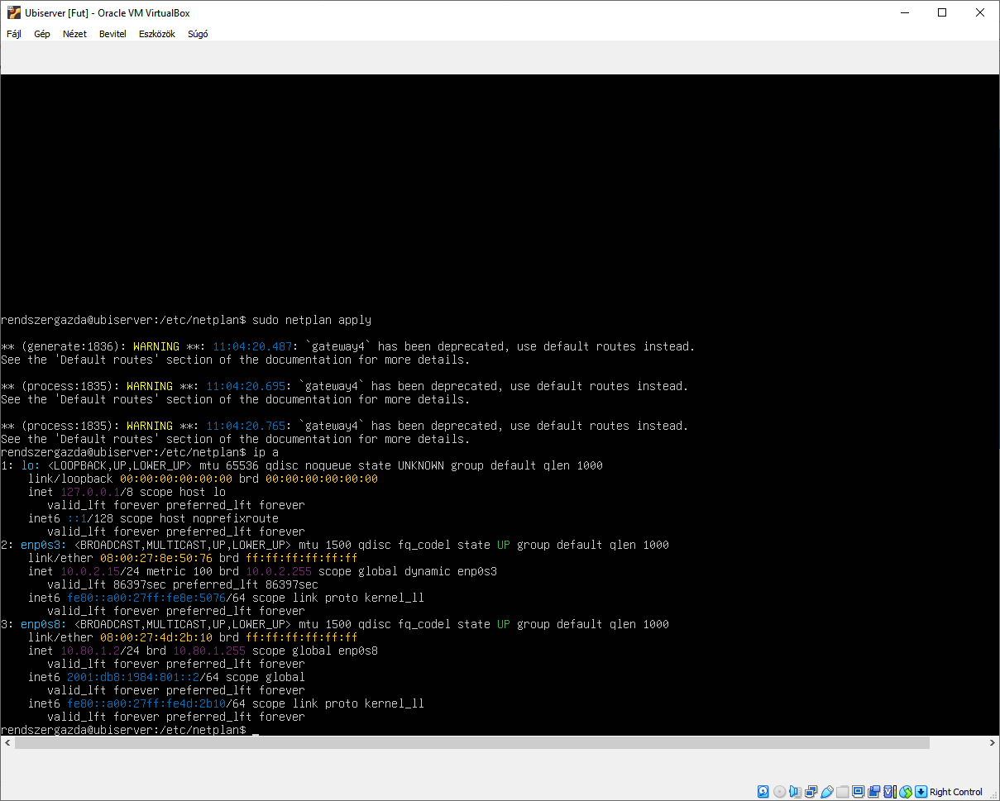 Ubiserver [Fut] - Oracle VM VirtualBox
Fájl Gép Nézet Bevitel Eszközök Súgó
rendszergazda@ubiserver:/etc/netplan$ sudo netplan apply
** (generate:1836): WARNING **: 11:04:20.487: `gateway4` has been deprecated, use default routes instead.
See the 'Default routes' section of the documentation for more details.
** (process:1835): WARNING **: 11:04:20.695: `gateway4` has been deprecated, use default routes instead.
See the 'Default routes' section of the documentation for more details.
** (process:1835): WARNING **: 11:04:20.765: `gateway4` has been deprecated, use default routes instead.
See the 'Default routes' section of the documentation for more details.
rendszergazda@ubiserver:/etc/netplan$ ip a
1: lo: <LOOPBACK,UP,LOWER_UP> mtu 65536 qdisc noqueue state UNKNOWN group default qlen 1000
link/loopback 00:00:00:00:00:00 brd 00:00:00:00:00:00
inet 127.0.0.1/8 scope host lo
valid_lft forever preferred_lft forever
inet6 ::1/128 scope host noprefixroute
valid_lft forever preferred_lft forever
2: enp0s3: <BROADCAST,MULTICAST,UP,LOWER_UP> mtu 1500 qdisc fq_codel state UP group default qlen 1000
link/ether 08:00:27:8e:50:76 brd ff:ff:ff:ff:ff:ff
inet 10.0.2.15/24 metric 100 brd 10.0.2.255 scope global dynamic enp0s3
valid_lft 86397sec preferred_lft 86397sec
inet6 fe80::a00:27ff:fe8e:5076/64 scope link proto kernel_ll
valid_lft forever preferred_lft forever
3: enp0s8: <BROADCAST,MULTICAST,UP,LOWER_UP> mtu 1500 qdisc fq_codel state UP group default qlen 1000
link/ether 08:00:27:4d:2b:10 brd ff:ff:ff:ff:ff:ff
inet 10.80.1.2/24 brd 10.80.1.255 scope global enp0s8
valid_lft forever preferred_lft forever
inet6 2001:db8:1984:801::2/64 scope global
valid_lft forever preferred_lft forever
inet6 fe80::a00:27ff:fe4d:2b10/64 scope link proto kernel_ll
valid_lft forever preferred_lft forever
rendszergazda@ubiserver:/etc/netplan$ _
Right Control